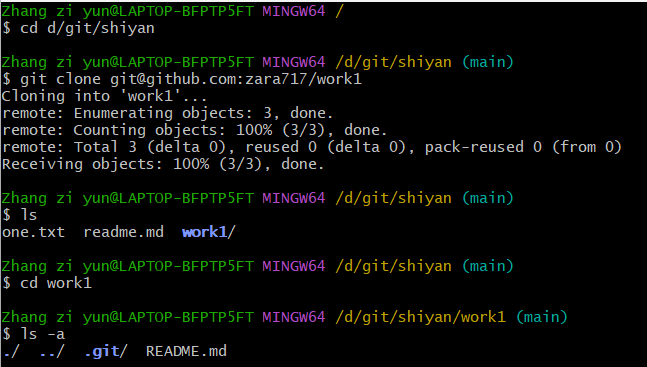 Zhang zi yun@LAPTOP-BFPTP5FT MINGW64 /
$ cd d/git/shiyan
Zhang zi yun@LAPTOP-BFPTP5FT MINGW64 /d/git/shiyan (main)
$ git clone git@github.com:zara717/work1
Cloning into 'work1'...
remote: Enumerating objects: 3, done.
remote: Counting objects: 100% (3/3), done.
remote: Total 3 (delta 0), reused 0 (delta 0), pack-reused 0 (from 0)
Receiving objects: 100% (3/3), done.
Zhang zi yun@LAPTOP-BFPTP5FT MINGW64 /d/git/shiyan (main)
$ ls
one.txt  readme.md  work1/
Zhang zi yun@LAPTOP-BFPTP5FT MINGW64 /d/git/shiyan (main)
$ cd work1
Zhang zi yun@LAPTOP-BFPTP5FT MINGW64 /d/git/shiyan/work1 (main)
$ ls -a
./  ../  .git/  README.md